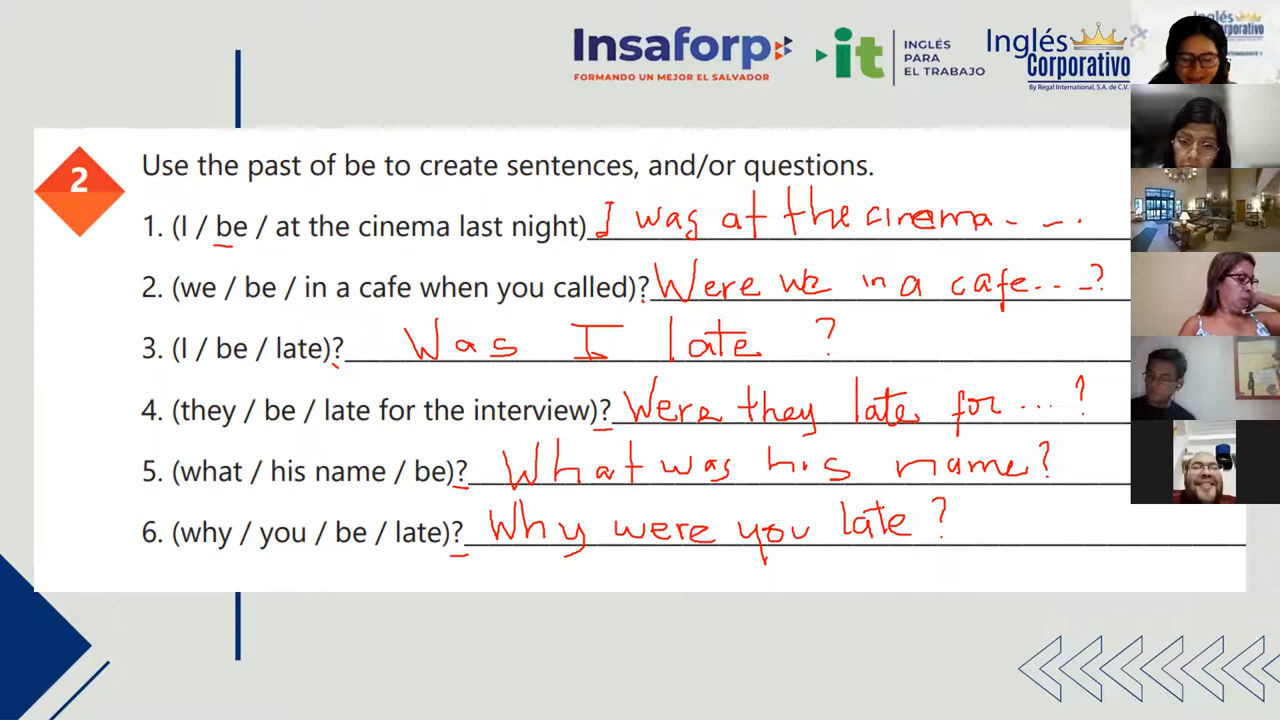 Insaforp
FORMANDO UN MEJOR EL SALVADOR
it INGLÉS PARA EL TRABAJO
Inglés Corporativo
By Regal International, S.A. de C.V.
2
Use the past of be to create sentences, and/or questions.
1. (I / be / at the cinema last night) I was at the cinema - - .
2. (we / be / in a cafe when you called)? Were we in a cafe.. - ?
3. (I / be / late)? Was I late ?
4. (they / be / late for the interview)? Were they late for ... ?
5. (what / his name / be)? What was his name?
6. (why / you / be / late)? Why were you late ?